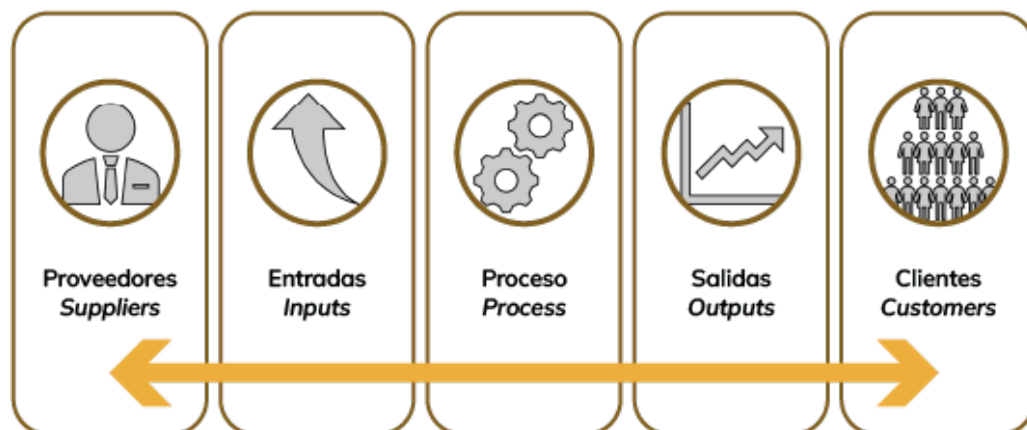 Proveedores
Suppliers
Entradas
Inputs
Proceso
Process
Salidas
Outputs
Clientes
Customers